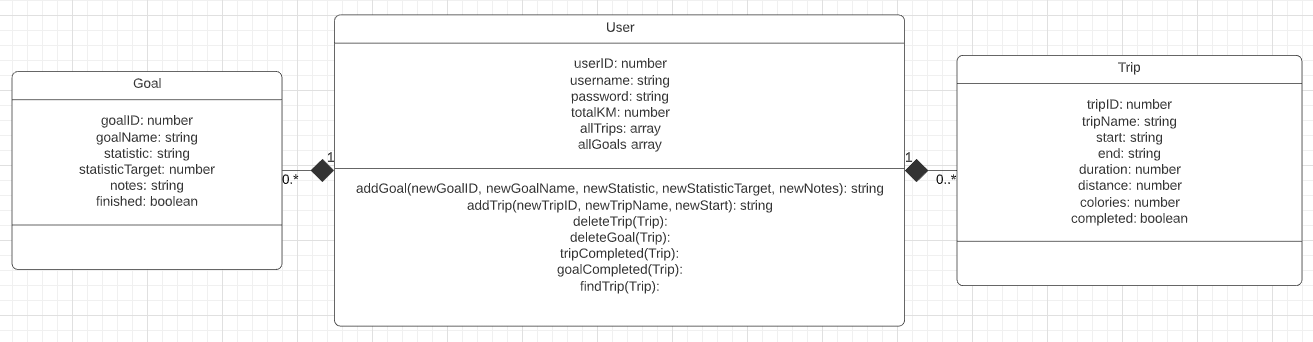 Goal
goalID: number
goalName: string
statistic: string
statisticTarget: number
notes: string
finished: boolean
0.*
1
User
userID: number
username: string
password: string
totalKM: number
allTrips: array
allGoals array
addGoal(newGoalID, newGoalName, newStatistic, newStatisticTarget, newNotes): string
addTrip(newTripID, newTripName, newStart): string
deleteTrip(Trip):
deleteGoal(Trip):
tripCompleted(Trip):
goalCompleted(Trip):
findTrip(Trip):
1
0..*
Trip
tripID: number
tripName: string
start: string
end: string
duration: number
distance: number
colories: number
completed: boolean